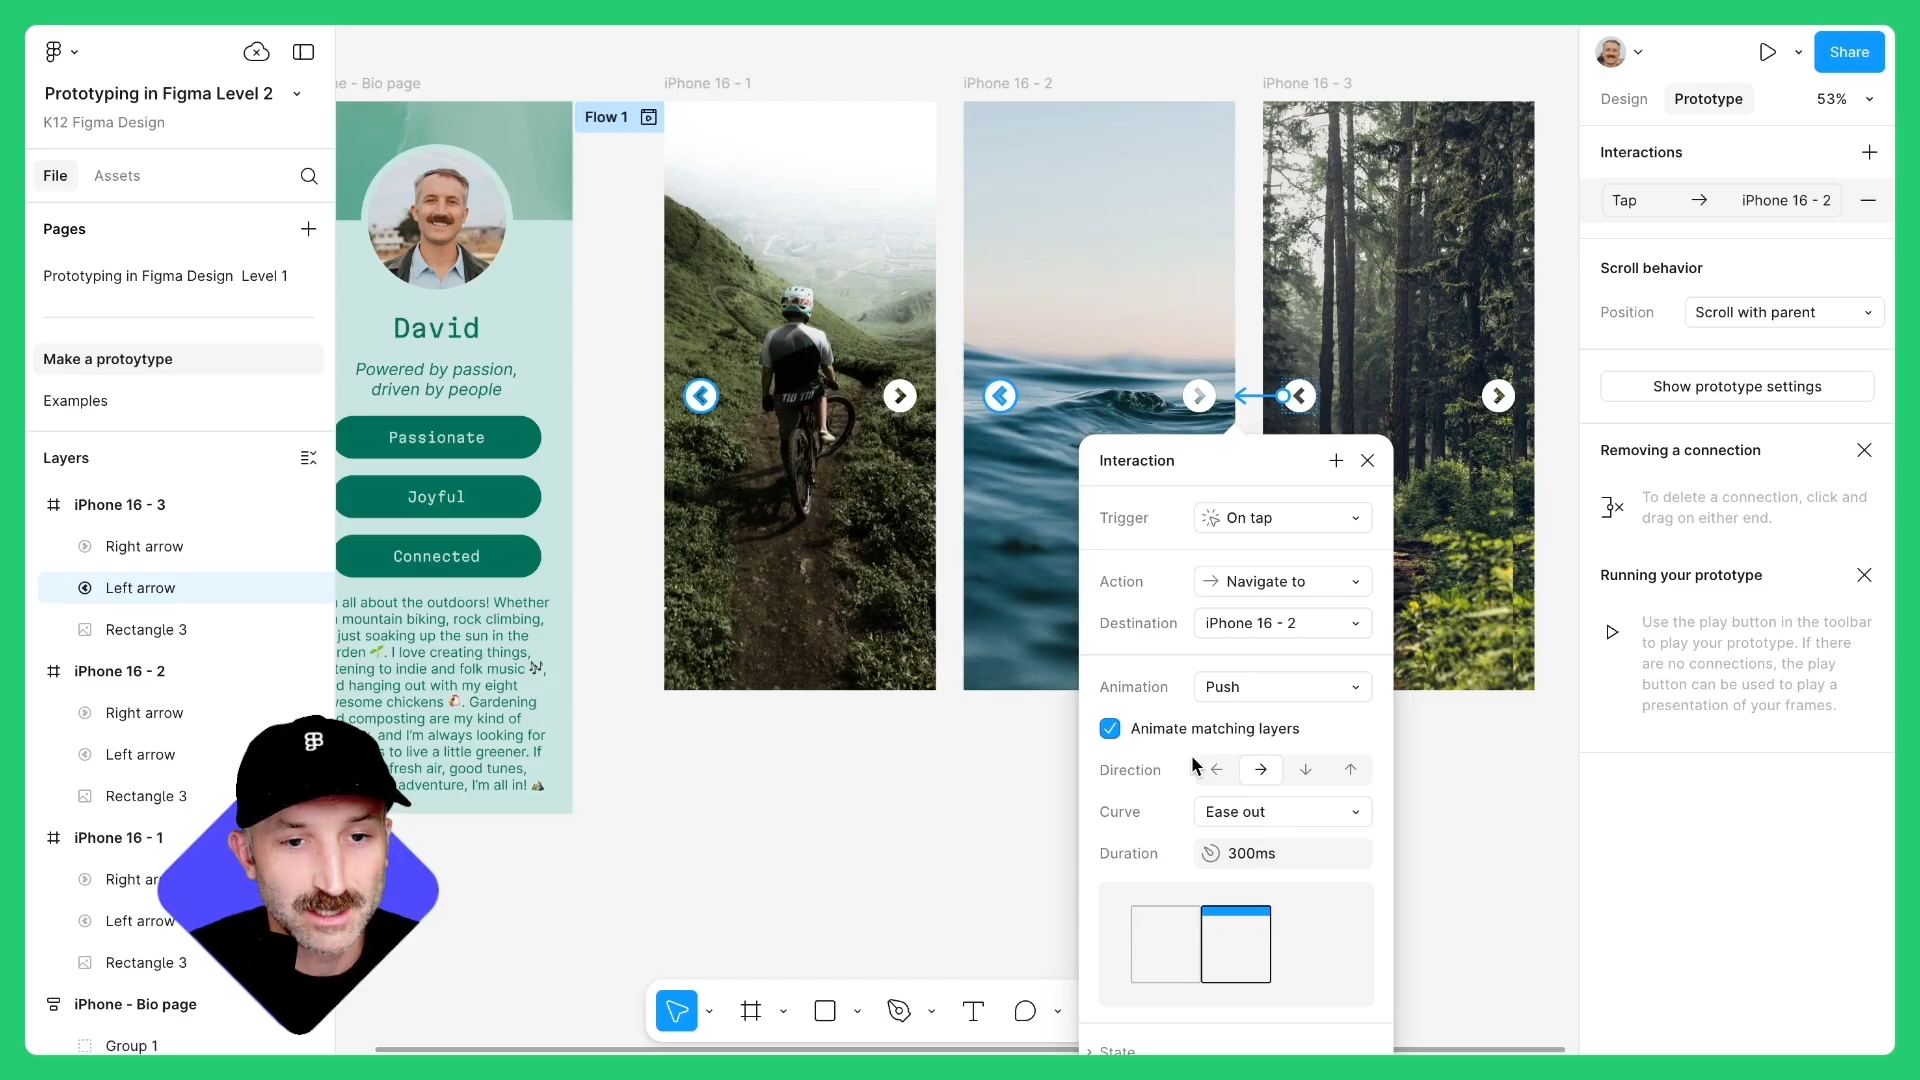 Prototyping in Figma Level 2
K12 Figma Design
File
Assets
Pages
Prototyping in Figma Design Level 1
Make a protoytype
Examples
Layers
iPhone 16 - 3
Right arrow
Left arrow
Rectangle 3
iPhone 16 - 2
Right arrow
Left arrow
Rectangle 3
iPhone 16 - 1
Right ar
Left arrow
Rectangle 3
iPhone - Bio page
Group 1
ne - Bio page
David
Powered by passion,
driven by people
Passionate
Joyful
Connected
all about the outdoors! Whether
mountain biking, rock climbing,
just soaking up the sun in the
rden 🌱. I love creating things,
tening to indie and folk music 🎶,
d hanging out with my eight
wesome chickens 🐔. Gardening
d composting are my kind of
, and I'm always looking for
s to live a little greener. If
fresh air, good tunes,
adventure, I'm all in! 🏕️
Flow 1
iPhone 16 - 1
iPhone 16 - 2
iPhone 16 - 3
Interaction
Trigger
On tap
Action
Navigate to
Destination
iPhone 16 - 2
Animation
Push
Animate matching layers
Direction
Curve
Ease out
Duration
300ms
State
Share
Design
Prototype
53%
Interactions
Tap
iPhone 16 - 2
Scroll behavior
Position
Scroll with parent
Show prototype settings
Removing a connection
To delete a connection, click and
drag on either end.
Running your prototype
Use the play button in the toolbar
to play your prototype. If there
are no connections, the play
button can be used to play a
presentation of your frames.